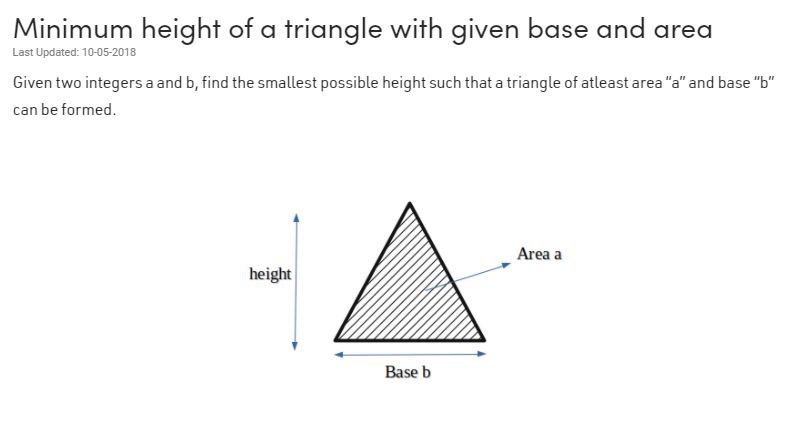 Minimum height of a triangle with given base and area
Last Updated: 10-05-2018
Given two integers a and b, find the smallest possible height such that a triangle of atleast area “a” and base “b”
can be formed.
Area a
height
Base b